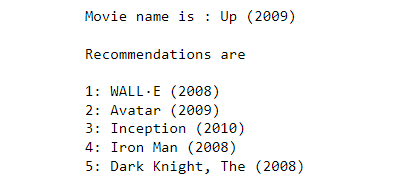 Movie name is : Up (2009)
Recommendations are
1: WALL·E (2008)
2: Avatar (2009)
3: Inception (2010)
4: Iron Man (2008)
5: Dark Knight, The (2008)